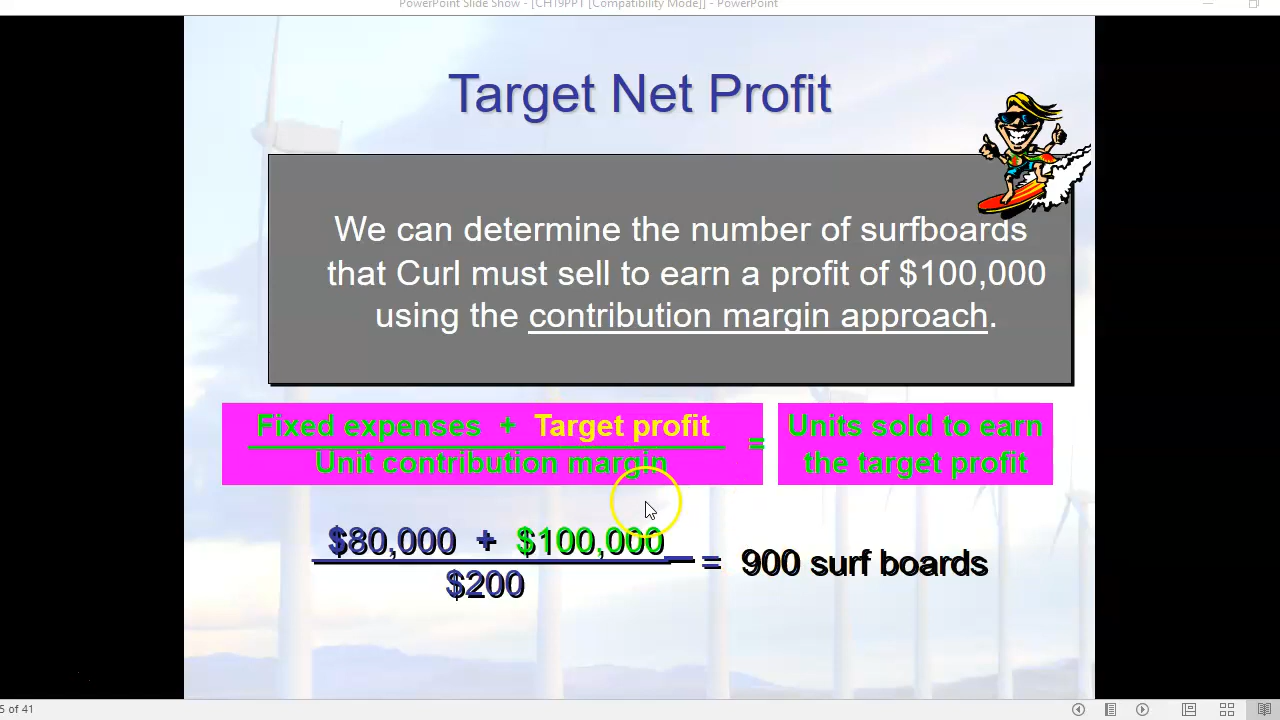 PowerPoint Slide Show - [CH19PPT [Compatibility Mode]] - PowerPoint
Target Net Profit
We can determine the number of surfboards
that Curl must sell to earn a profit of $100,000
using the contribution margin approach.
Fixed expenses + Target profit
Unit contribution margin
=
Units sold to earn
the target profit
$80,000 + $100,000
$200
= 900 surf boards
5 of 41